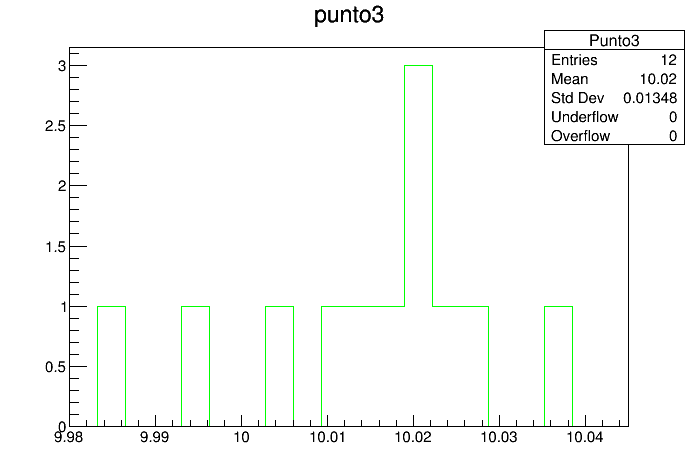 punto3
Punto3
Entries 12
Mean 10.02
Std Dev 0.01348
Underflow 0
Overflow 0
3
2.5
2
1.5
1
0.5
0
9.98 9.99 10 10.01 10.02 10.03 10.04